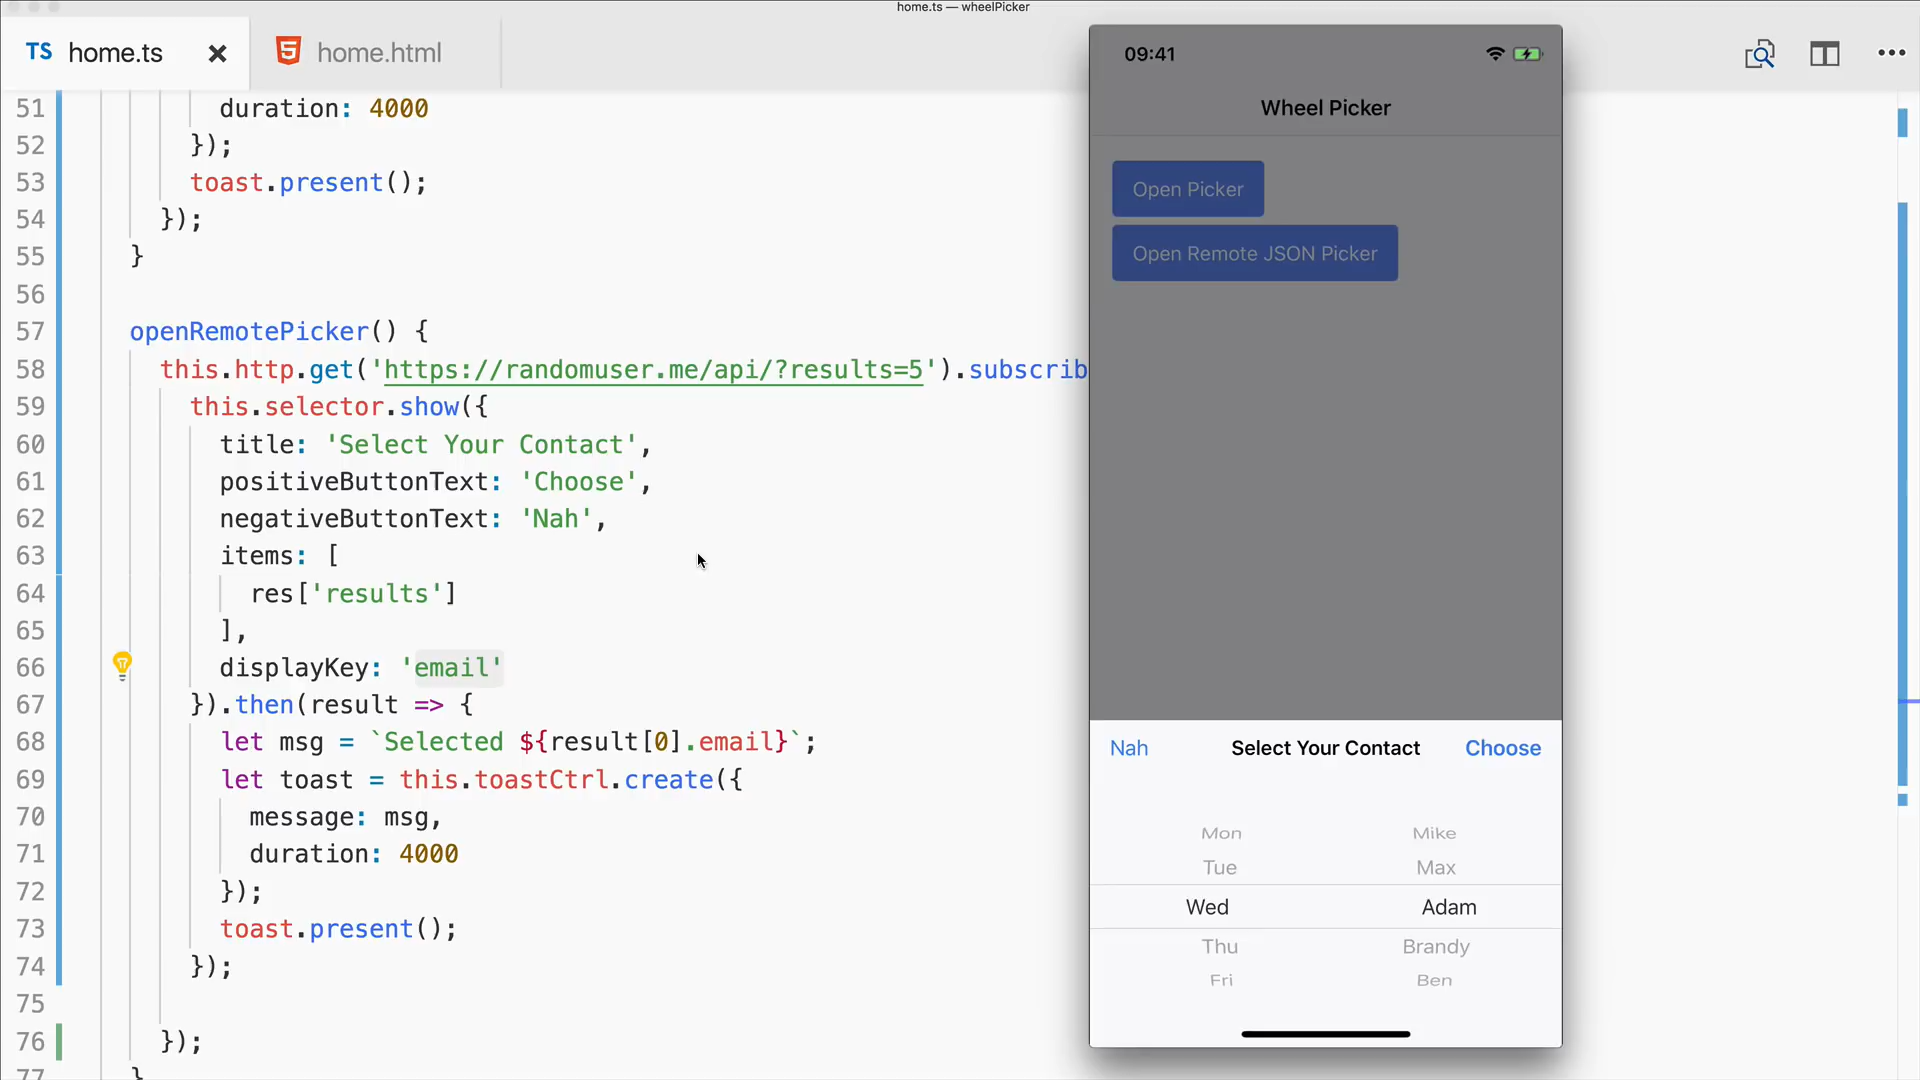 home.ts — wheelPicker
TS home.ts
home.html
51 duration: 4000
52 });
53 toast.present();
54 });
55 }
56
57 openRemotePicker() {
58 this.http.get('https://randomuser.me/api/?results=5').subscrib
59 this.selector.show({
60 title: 'Select Your Contact',
61 positiveButtonText: 'Choose',
62 negativeButtonText: 'Nah',
63 items: [
64 res['results']
65 ],
66 displayKey: 'email'
67 }).then(result => {
68 let msg = `Selected ${result[0].email}`;
69 let toast = this.toastCtrl.create({
70 message: msg,
71 duration: 4000
72 });
73 toast.present();
74 });
75
76 });
77 }
09:41
Wheel Picker
Open Picker
Open Remote JSON Picker
Nah Select Your Contact Choose
Mon Mike
Tue Max
Wed Adam
Thu Brandy
Fri Ben